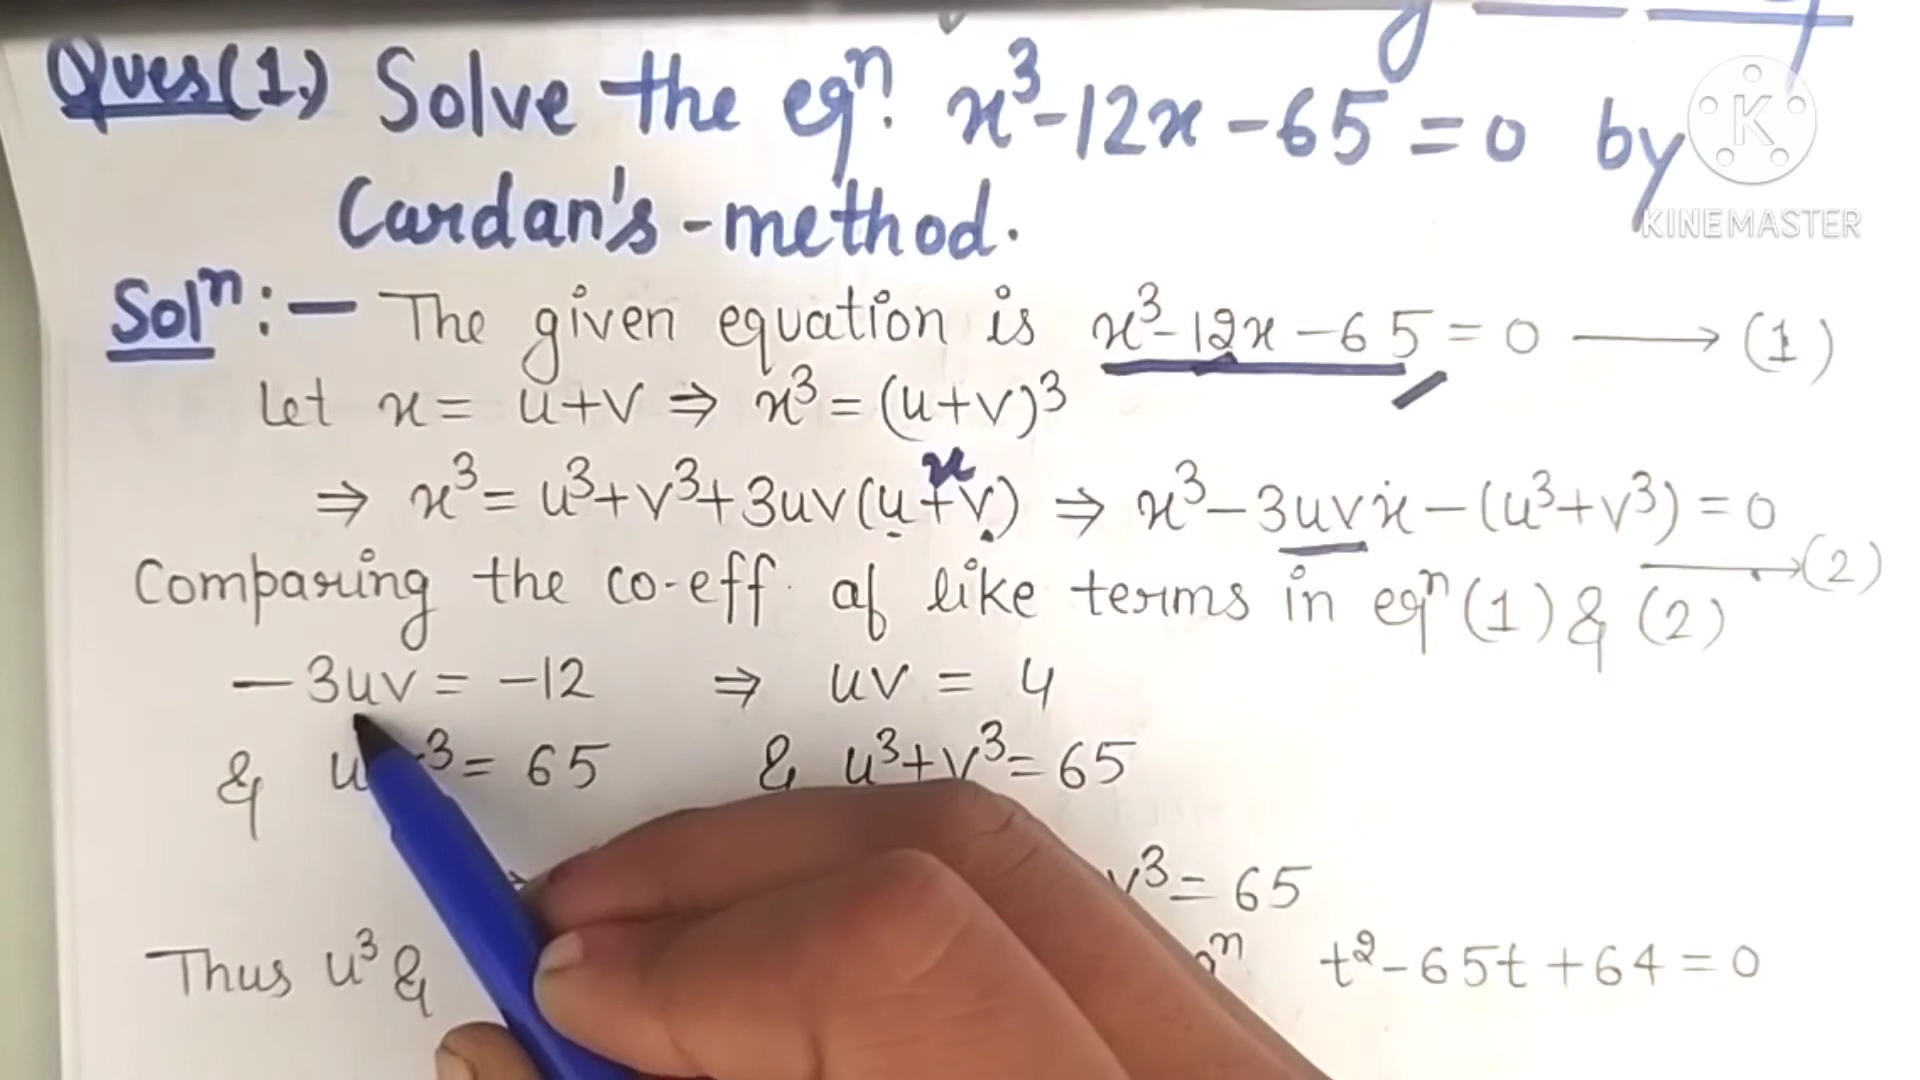 Ques(1.) Solve the eqⁿ. x³-12x-65=0 by
K
KINEMASTER
Cardan's-method.
Solⁿ:- The given equation is x³-12x-65=0 ⟶ (1)
Let x= u+v ⇒ x³=(u+v)³
x
⇒ x³= u³+v³+3uv(u+v) ⇒ x³-3uvx-(u³+v³)=0
⟶(2)
Comparing the co-eff. of like terms in eqⁿ(1) & (2)
-3uv= -12 ⇒ uv = 4
& u 3= 65 & u³+v³=65
v³=65
Thus u³ & t²-65t+64=0